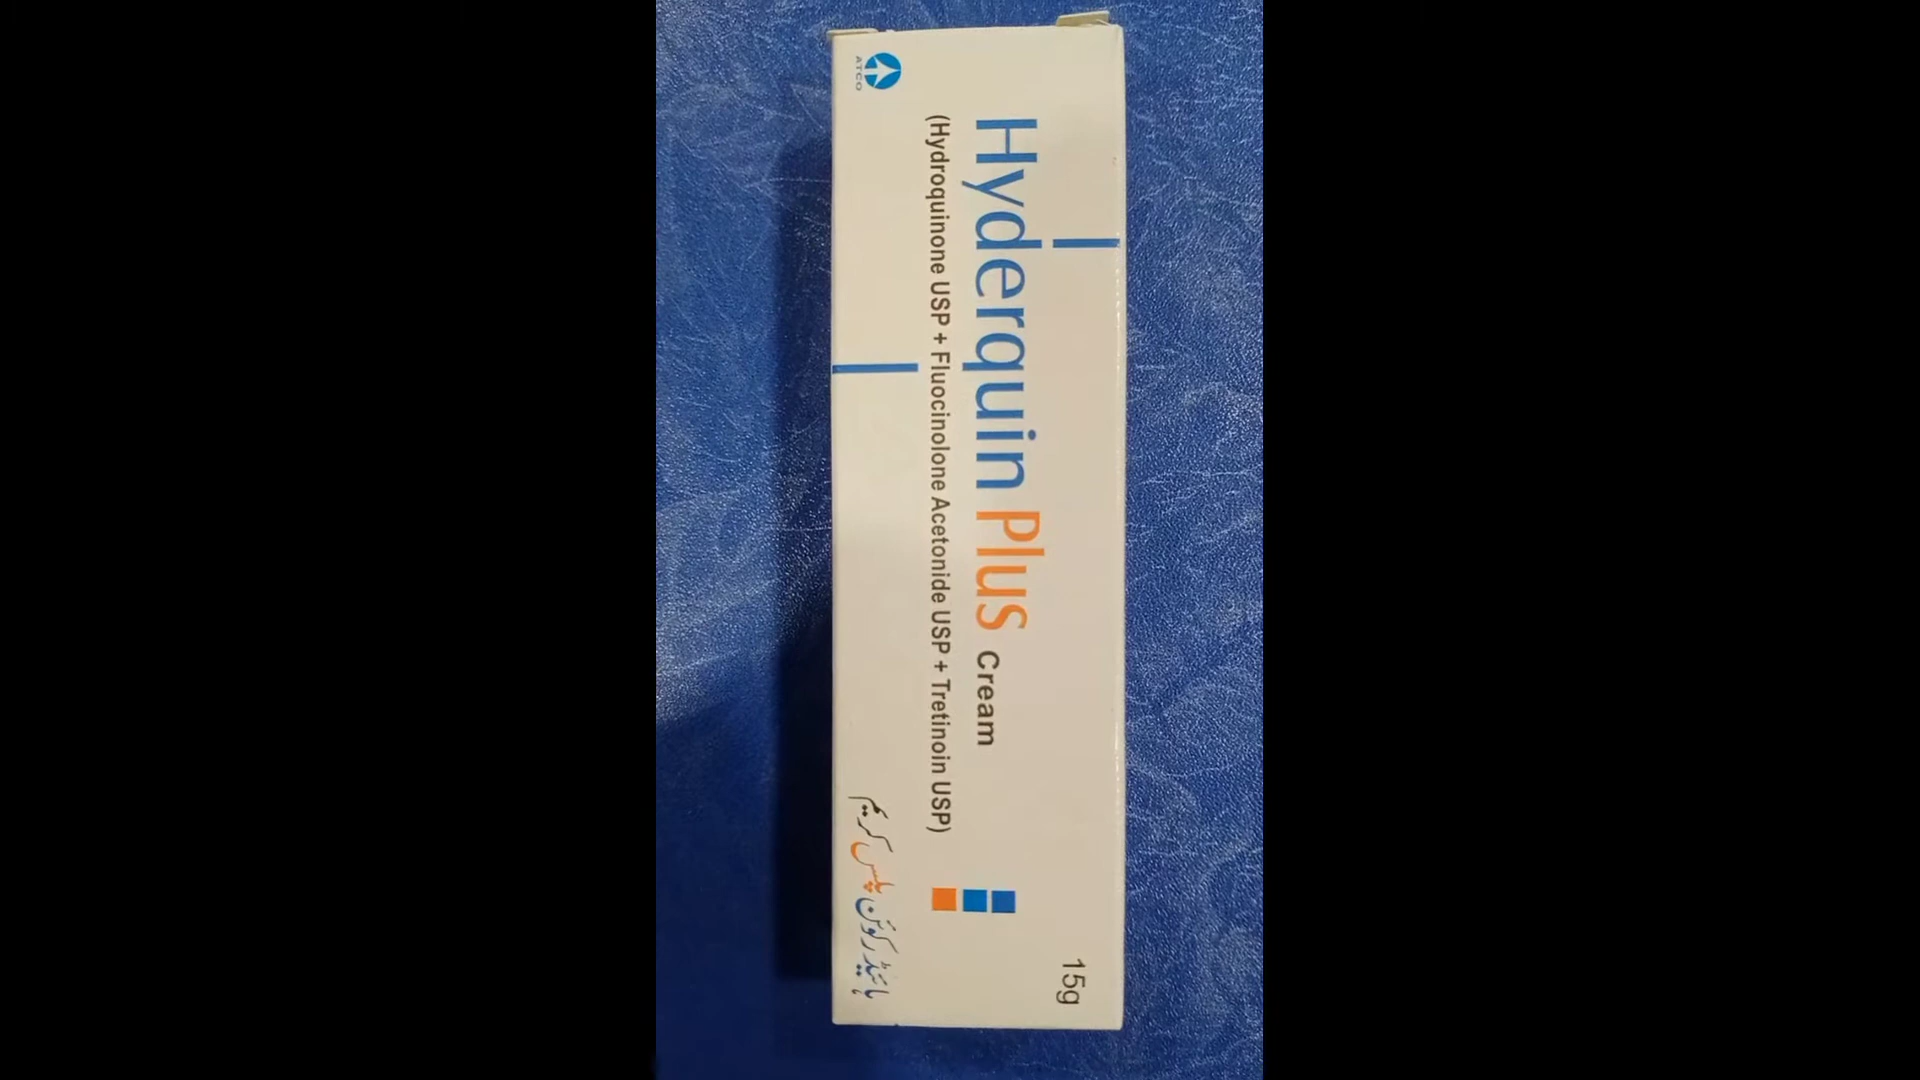 ATCO
Hyderquin Plus Cream
(Hydroquinone USP + Fluocinolone Acetonide USP + Tretinoin USP)
15g
ہائیڈرکوئن پلس کریم